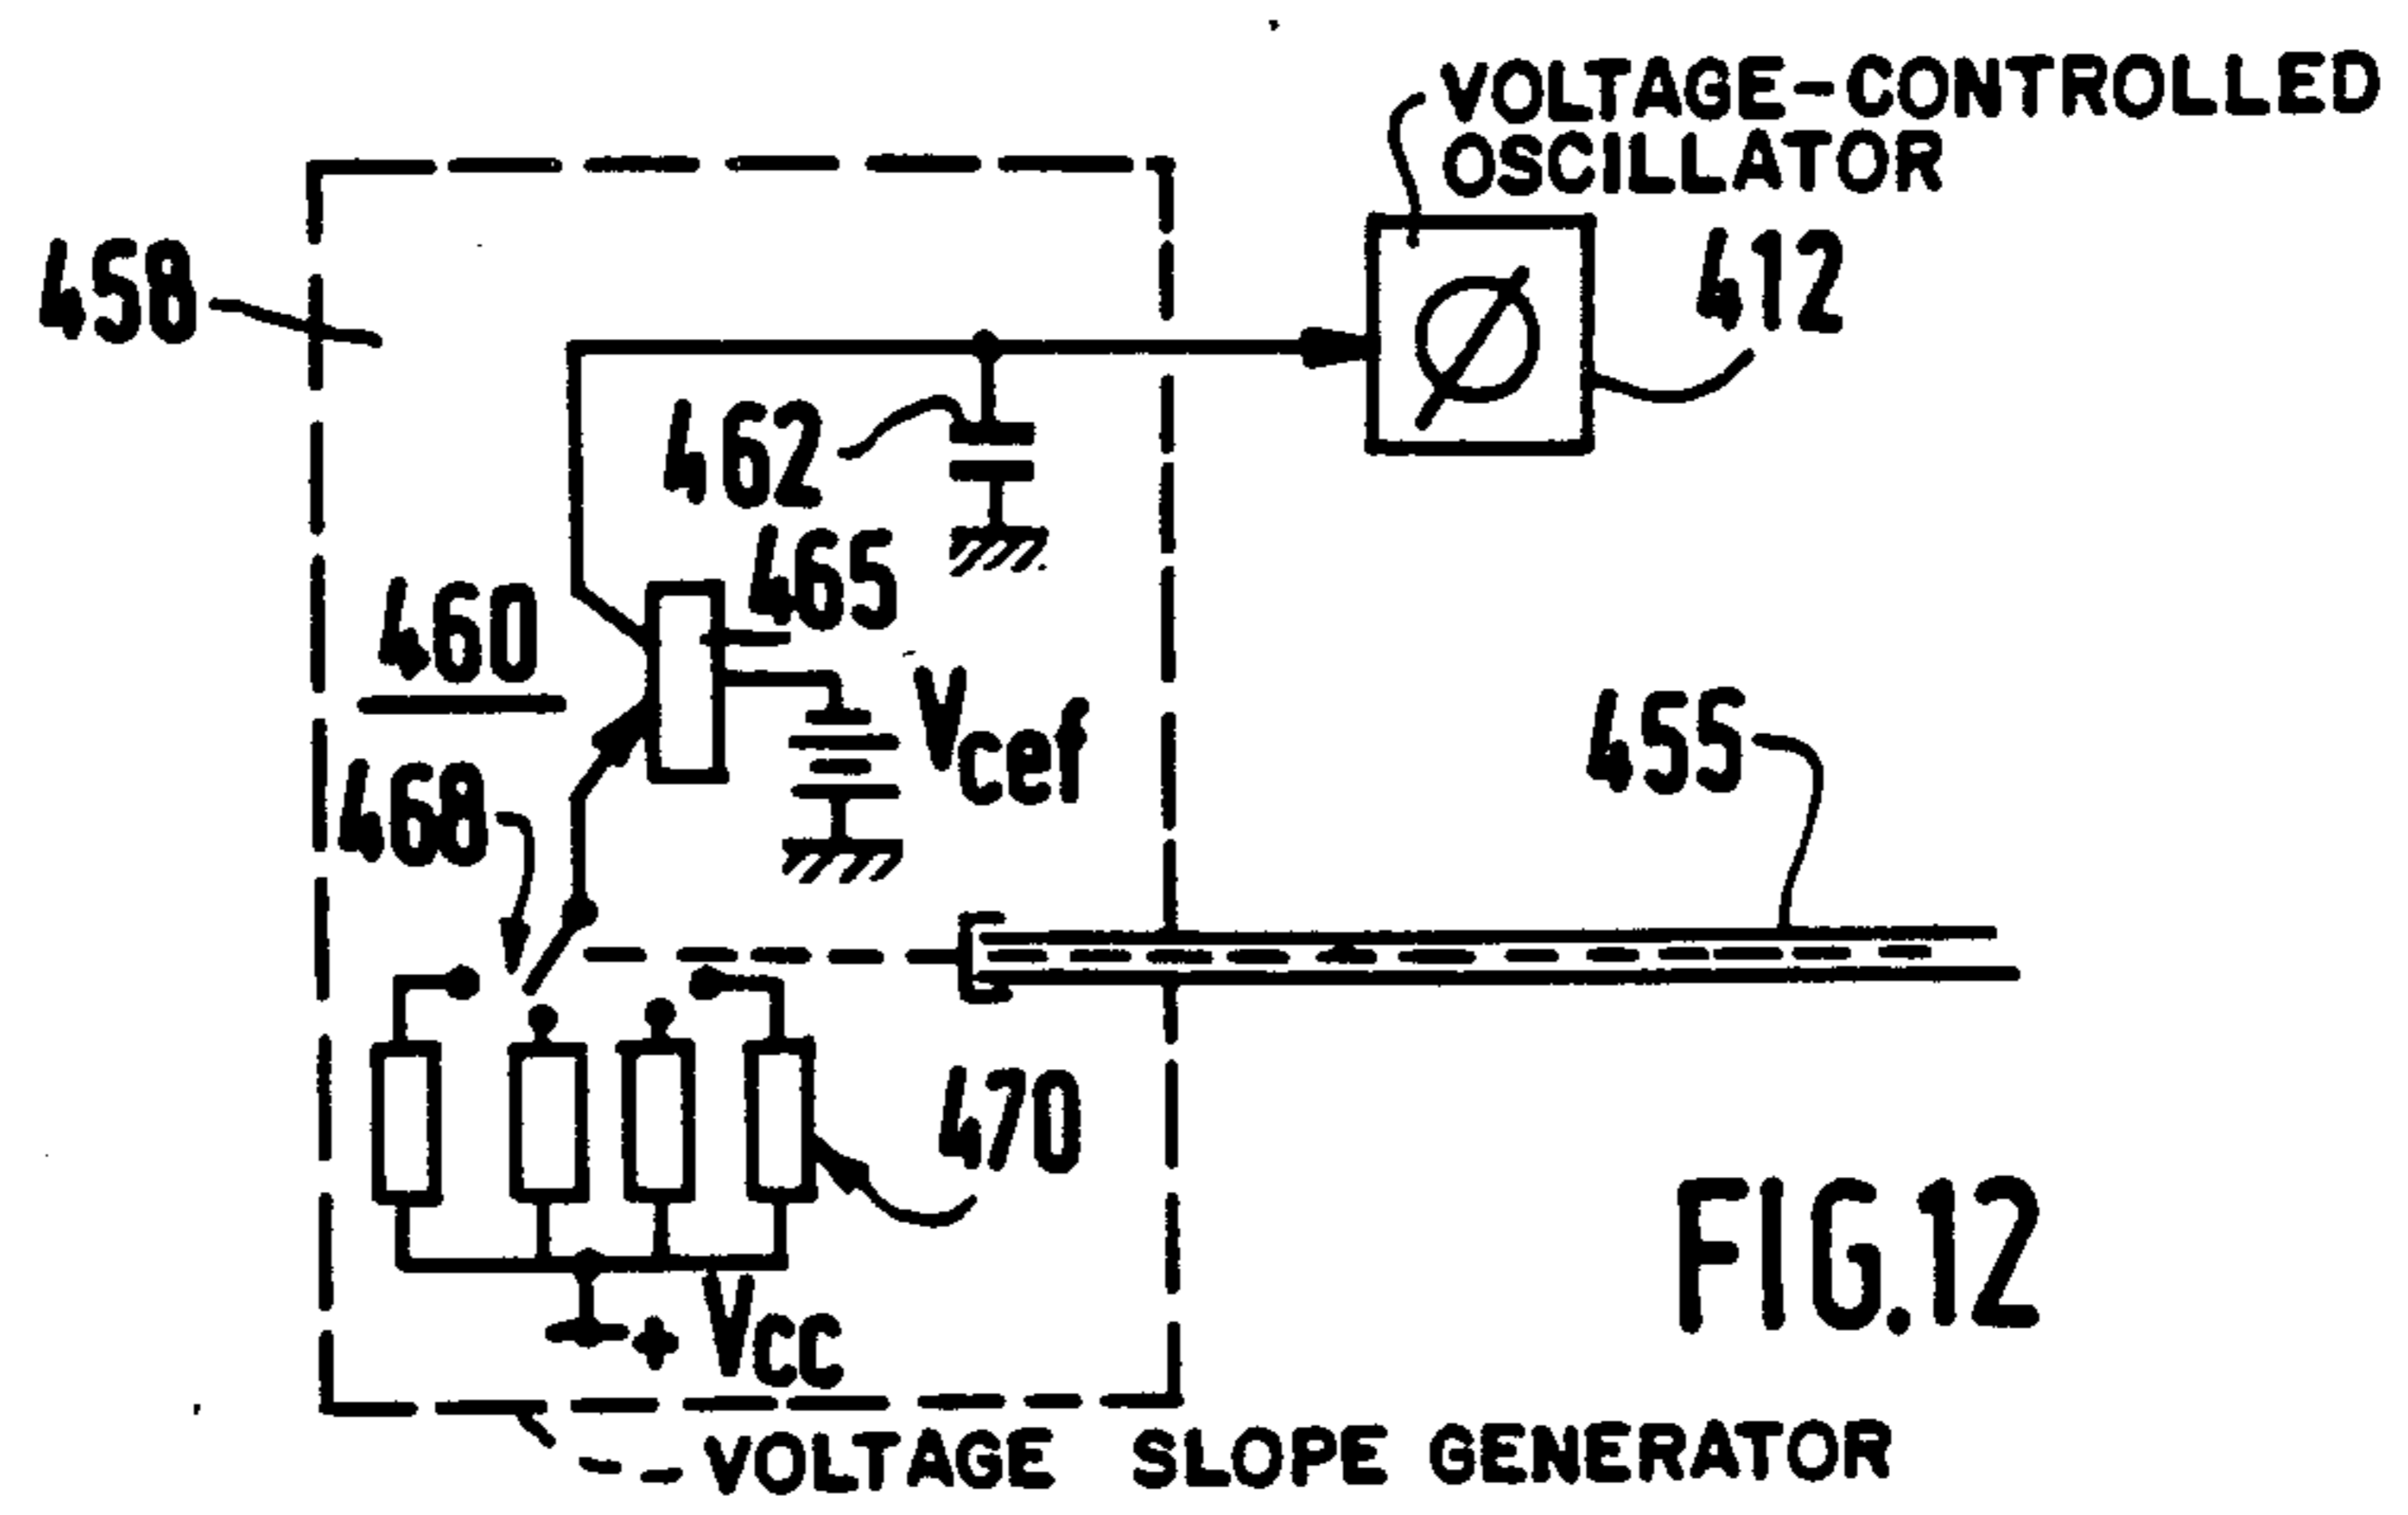 VOLTAGE-CONTROLLED
OSCILLATOR
412
458
462
465
460
Vcef
468
455
470
+ Vcc
FIG.12
VOLTAGE SLOPE GENERATOR